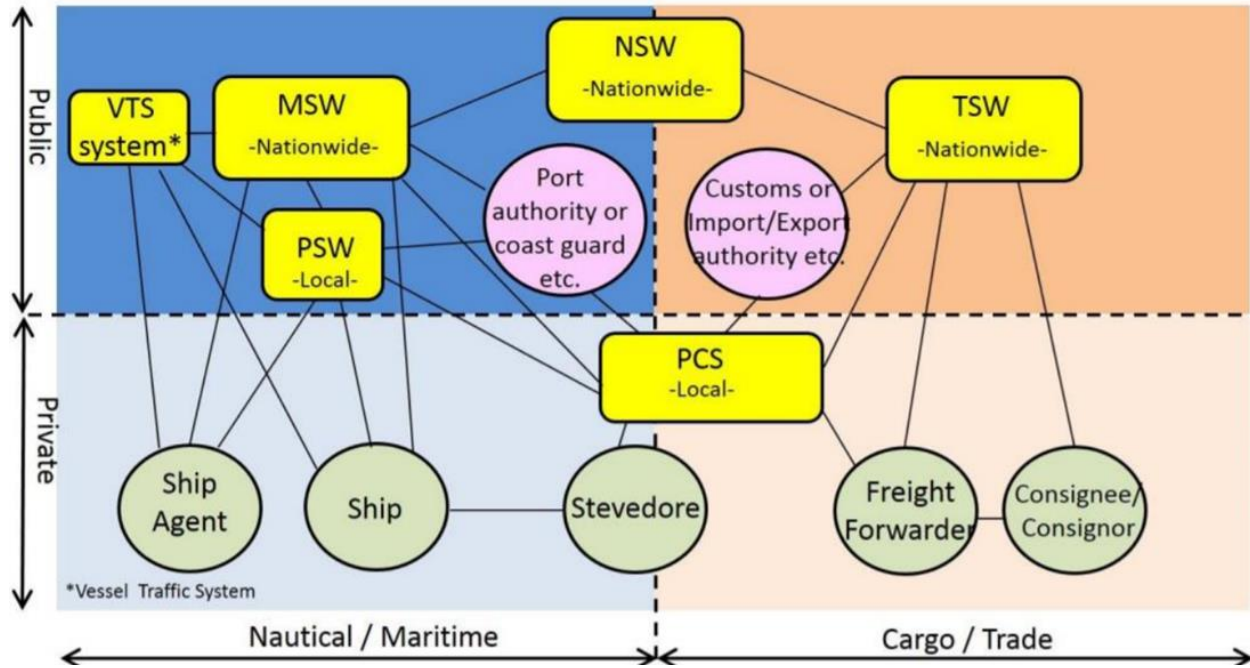 Public
Private
NSW
-Nationwide-
VTS
system*
MSW
-Nationwide-
TSW
-Nationwide-
Port
authority or
coast guard
etc.
Customs or
Import/Export
authority etc.
PSW
-Local-
PCS
-Local-
Ship
Agent
Ship
Stevedore
Freight
Forwarder
Consignee/
Consignor
*Vessel Traffic System
Nautical / Maritime
Cargo / Trade